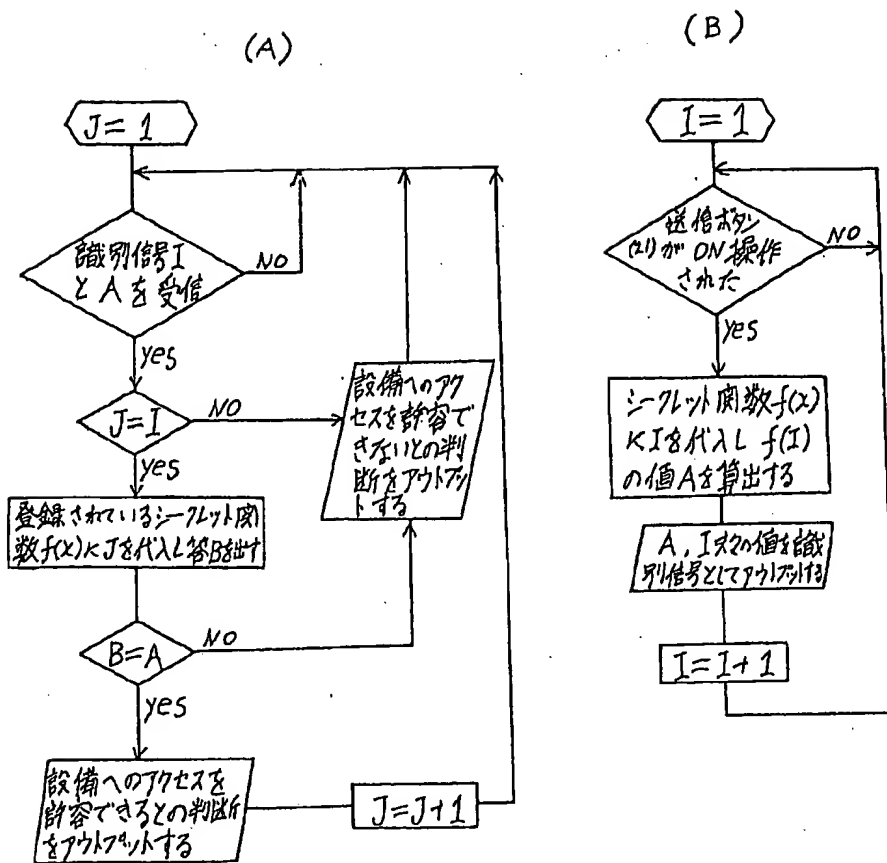 (A)
J=1
識別信号I
とAを受信
NO
yes
J=I
NO
yes
設備へのアク
セスを許容で
きないとの判
断をアウトプッ
トする
登録されているシークレット関
数f(x)にJを代入し答Bを出す
B=A
NO
yes
設備へのアクセスを
許容できるとの判断
をアウトプットする
J=J+1
(B)
I=1
送信ボタン
(21)がON操作
された
NO
yes
シークレット関数f(x)
にIを代入し f(I)
の値Aを算出する
A,I夫々の値を識
別信号としてアウトプットする
I=I+1